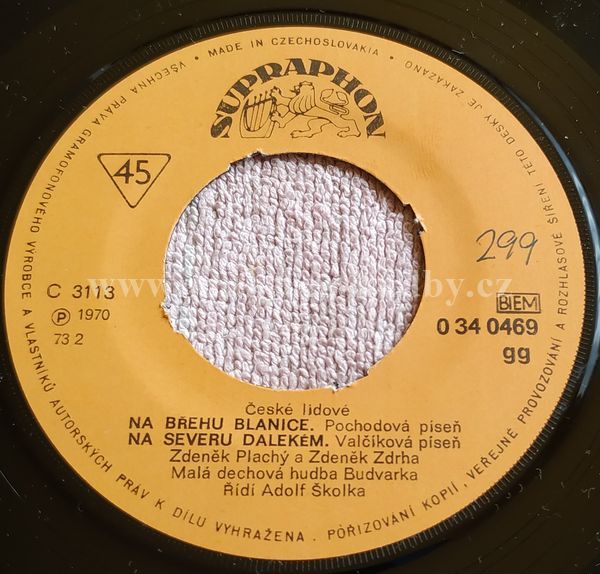 VŠECHNA PRÁVA GRAMOFONOVÉHO VÝROBCE A VLASTNÍKŮ AUTORSKÝCH PRÁV K DÍLU VYHRAŽENA. POŘIZOVÁNÍ KOPIÍ, VEŘEJNÉ PROVOZOVÁNÍ A ROZHLASOVÉ ŠÍŘENÍ TÉTO DESKY JE ZAKÁZÁNO
MADE IN CZECHOSLOVAKIA
SUPRAPHON
45
299
C 3113
BIEM
Ⓟ 1970
0 34 0469
73 2
gg
České lidové
NA BŘEHU BLANICE. Pochodová píseň
NA SEVERU DALEKÉM. Valčíková píseň
Zdeněk Plachý a Zdeněk Zdrha
Malá dechová hudba Budvarka
Řídí Adolf Školka